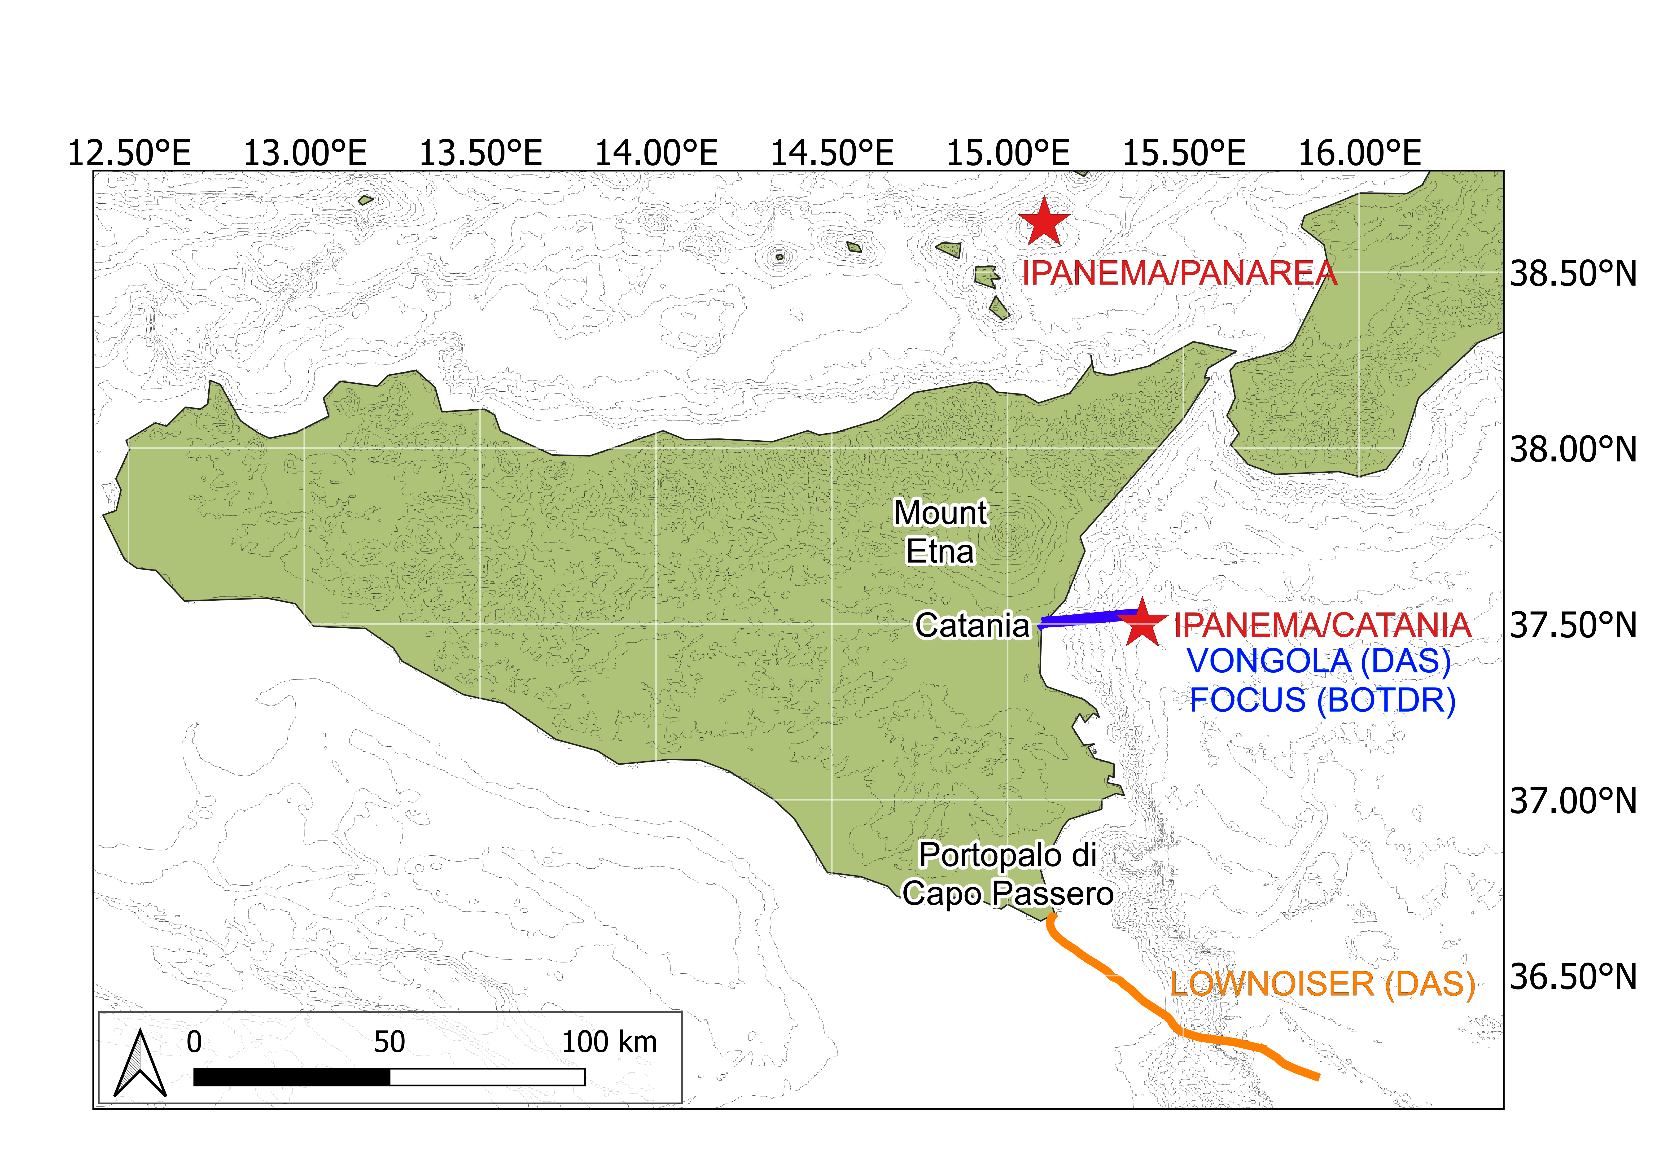 12.50°E 13.00°E 13.50°E 14.00°E 14.50°E 15.00°E 15.50°E 16.00°E
IPANEMA/PANAREA
38.50°N
38.00°N
Mount
Etna
Catania
IPANEMA/CATANIA
37.50°N
VONGOLA (DAS)
FOCUS (BOTDR)
37.00°N
Portopalo di
Capo Passero
LOWNOISER (DAS)
36.50°N
0 50 100 km